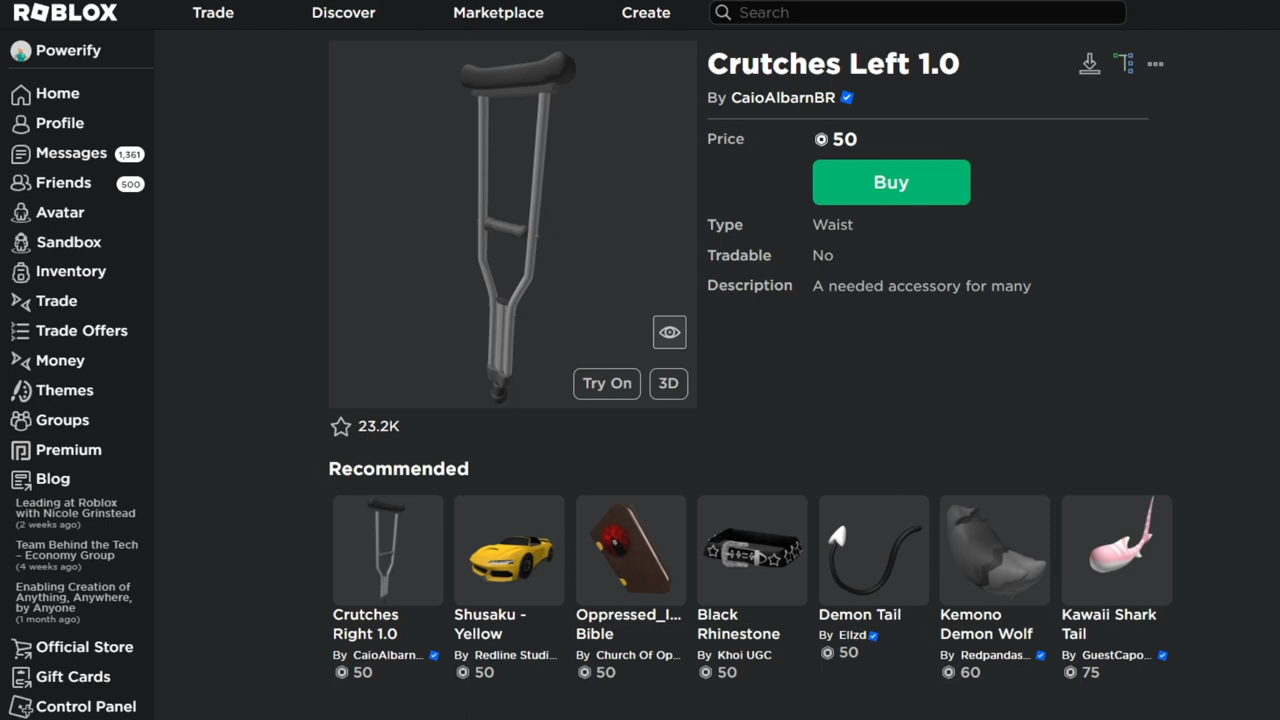 ROBLOX
Trade
Discover
Marketplace
Create
Search
Powerify
Home
Profile
Messages 1,361
Friends 500
Avatar
Sandbox
Inventory
Trade
Trade Offers
Money
Themes
Groups
Premium
Blog
Leading at Roblox
with Nicole Grinstead
(2 weeks ago)
Team Behind the Tech
– Economy Group
(4 weeks ago)
Enabling Creation of
Anything, Anywhere,
by Anyone
(1 month ago)
Official Store
Gift Cards
Control Panel
Try On
3D
23.2K
Crutches Left 1.0
By CaioAlbarnBR
Price 50
Buy
Type Waist
Tradable No
Description A needed accessory for many
Recommended
Crutches
Right 1.0
By CaioAlbarn...
50
Shusaku -
Yellow
By Redline Studi...
50
Oppressed_I...
Bible
By Church Of Op...
50
Black
Rhinestone
By Khoi UGC
50
Demon Tail
By Ellzd
50
Kemono
Demon Wolf
By Redpandas...
60
Kawaii Shark
Tail
By GuestCapo...
75